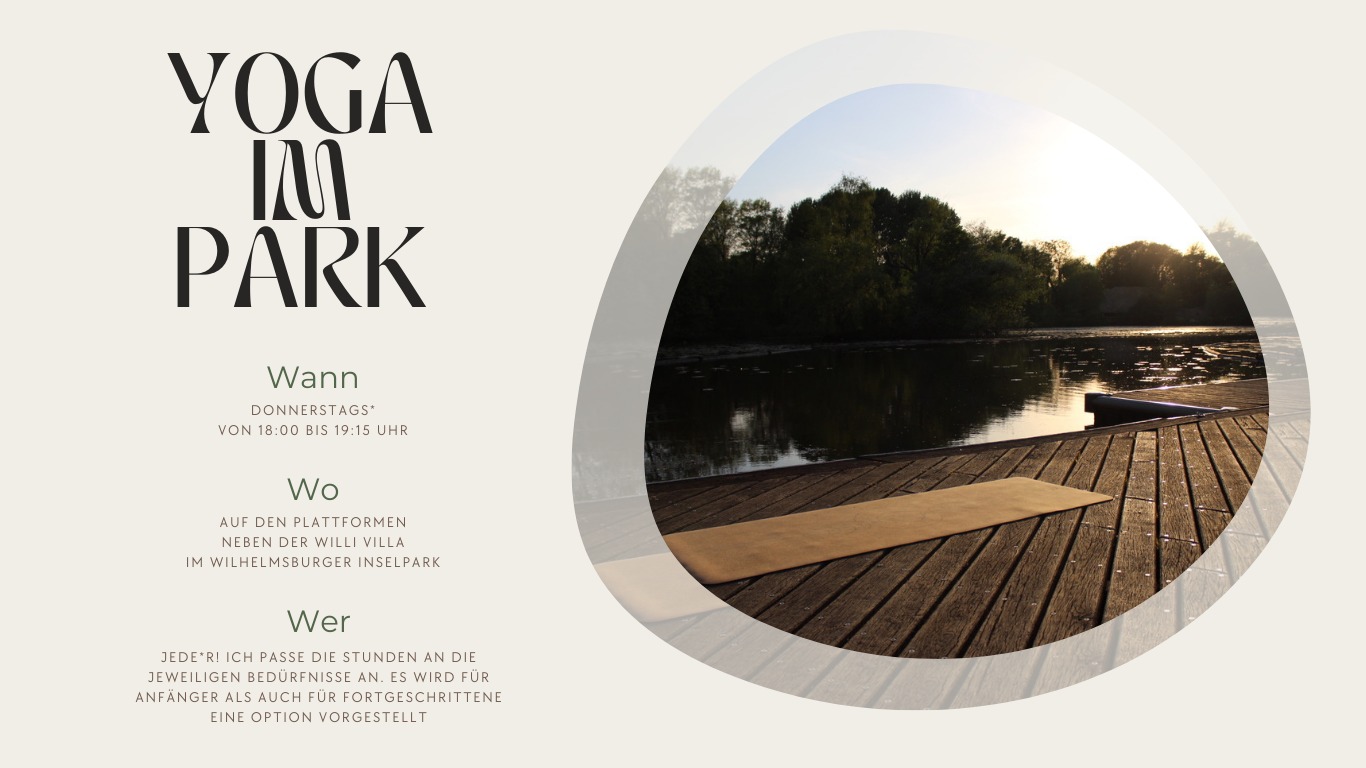 YOGA
IM
PARK
Wann
DONNERSTAGS*
VON 18:00 BIS 19:15 UHR
Wo
AUF DEN PLATTFORMEN
NEBEN DER WILLI VILLA
IM WILHELMSBURGER INSELPARK
Wer
JEDE*R! ICH PASSE DIE STUNDEN AN DIE
JEWEILIGEN BEDÜRFNISSE AN. ES WIRD FÜR
ANFÄNGER ALS AUCH FÜR FORTGESCHRITTENE
EINE OPTION VORGESTELLT